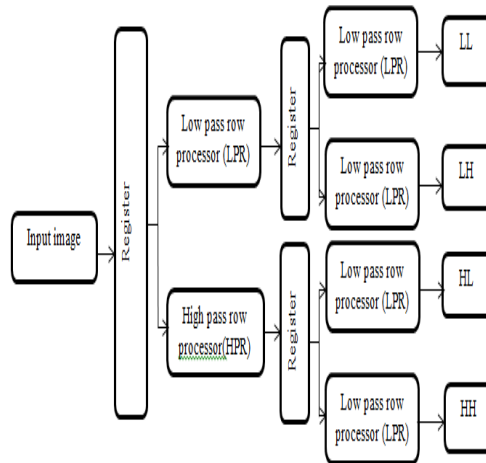 Input image
Register
Low pass row
processor (LPR)
High pass row
processor(HPR)
Register
Register
Low pass row
processor (LPR)
LL
Low pass row
processor (LPR)
LH
Low pass row
processor (LPR)
HL
Low pass row
processor (LPR)
HH